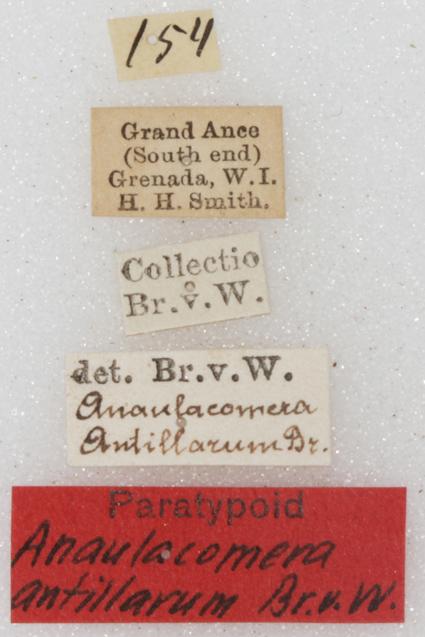 154
Grand Ance
(South end)
Grenada, W. I.
H. H. Smith.
Collectio
Br. v. W.
det. Br. v. W.
Anaulacomera
Antillarum Br.
Paratypoid
Anaulacomera
antillarum Br. v. W.